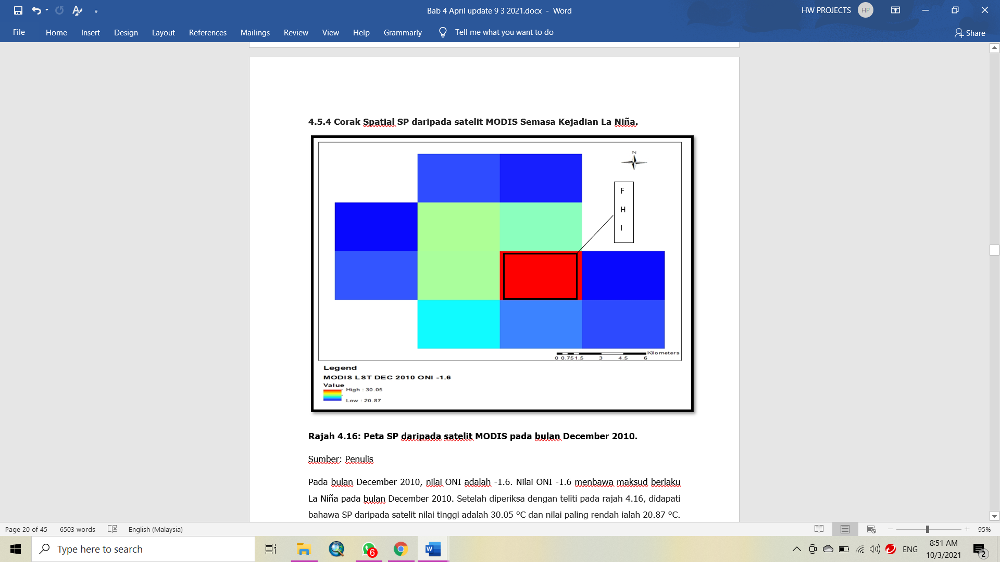 Bab 4 April update 9 3 2021.docx - Word
HW PROJECTS HP
File Home Insert Design Layout References Mailings Review View Help Grammarly Tell me what you want to do Share
4.5.4 Corak Spatial SP daripada satelit MODIS Semasa Kejadian La Niña.
N
F
H
I
Kilometers
0 0.75 1.5 3 4.5 6
Legend
MODIS LST DEC 2010 ONI -1.6
Value
High : 30.05
Low : 20.87
Rajah 4.16: Peta SP daripada satelit MODIS pada bulan December 2010.
Sumber: Penulis
Pada bulan December 2010, nilai ONI adalah -1.6. Nilai ONI -1.6 menbawa maksud berlaku
La Niña pada bulan December 2010. Setelah diperiksa dengan teliti pada rajah 4.16, didapati
bahawa SP daripada satelit nilai tinggi adalah 30.05 °C dan nilai paling rendah ialah 20.87 °C.
Page 20 of 45 6503 words English (Malaysia) 95%
Type here to search
6
W
ENG
8:51 AM
10/3/2021
2